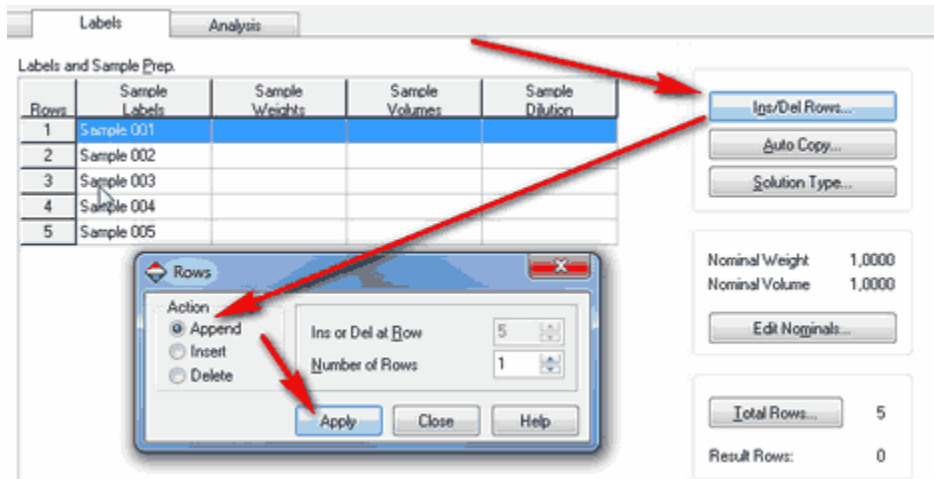 Labels
Analysis
Labels and Sample Prep.
Rows Sample Labels Sample Weights Sample Volumes Sample Dilution
1 Sample 001
2 Sample 002
3 Sample 003
4 Sample 004
5 Sample 005
Ins/Del Rows...
Auto Copy...
Solution Type...
Nominal Weight 1,0000
Nominal Volume 1,0000
Edit Nominals...
Total Rows... 5
Result Rows: 0
Rows
Action
Append
Insert
Delete
Ins or Del at Row 5
Number of Rows 1
Apply Close Help